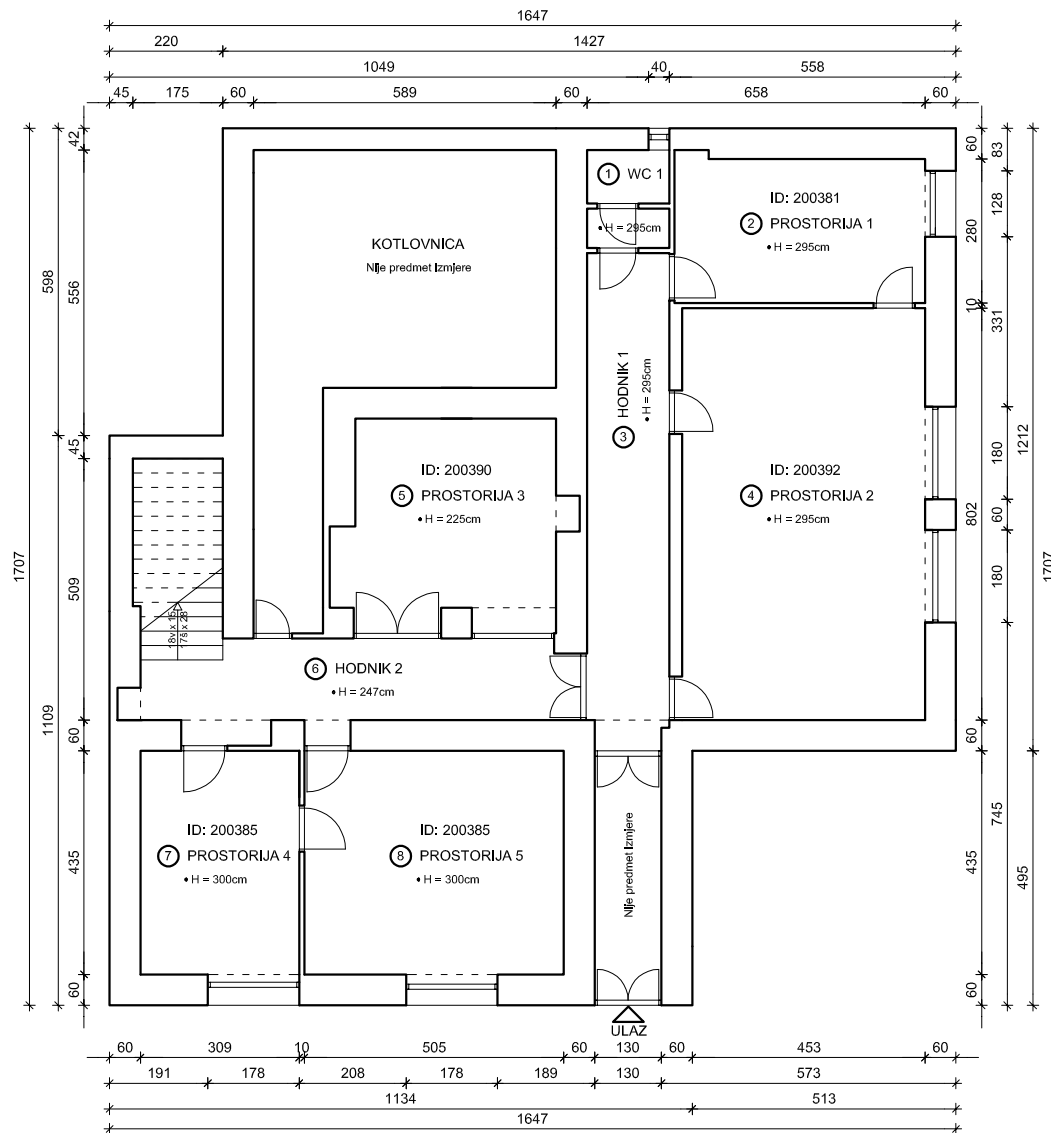 1647
220 1427
1049 40 558
45 175 60 589 60 658 60
1 WC 1
• H = 295cm
ID: 200381
2 PROSTORIJA 1
• H = 295cm
KOTLOVNICA
Nije predmet Izmjere
3 HODNIK 1
• H = 295cm
ID: 200390
5 PROSTORIJA 3
• H = 225cm
ID: 200392
4 PROSTORIJA 2
• H = 295cm
18v x 15
17š x 28
6 HODNIK 2
• H = 247cm
ID: 200385
7 PROSTORIJA 4
• H = 300cm
ID: 200385
8 PROSTORIJA 5
• H = 300cm
Nije predmet Izmjere
ULAZ
1707
598
1109
42
556
45
509
60
435
60
60
280
10
802
60
435
60
83
128
331
180
60
180
745
1212
495
1707
60 309 10 505 60 130 60 453 60
191 178 208 178 189 130 573
1134 513
1647